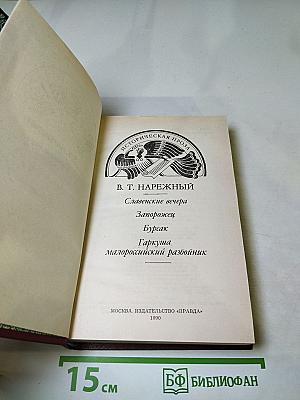 ИСТОРИЧЕСКАЯ ПРОЗА
В. Т. НАРЕЖНЫЙ
Славенские вечера
Запорожец
Бурсак
Гаркуша
малороссийский разбойник
МОСКВА. ИЗДАТЕЛЬСТВО «ПРАВДА»
1990
15 см
БФ БИБЛИОФАН